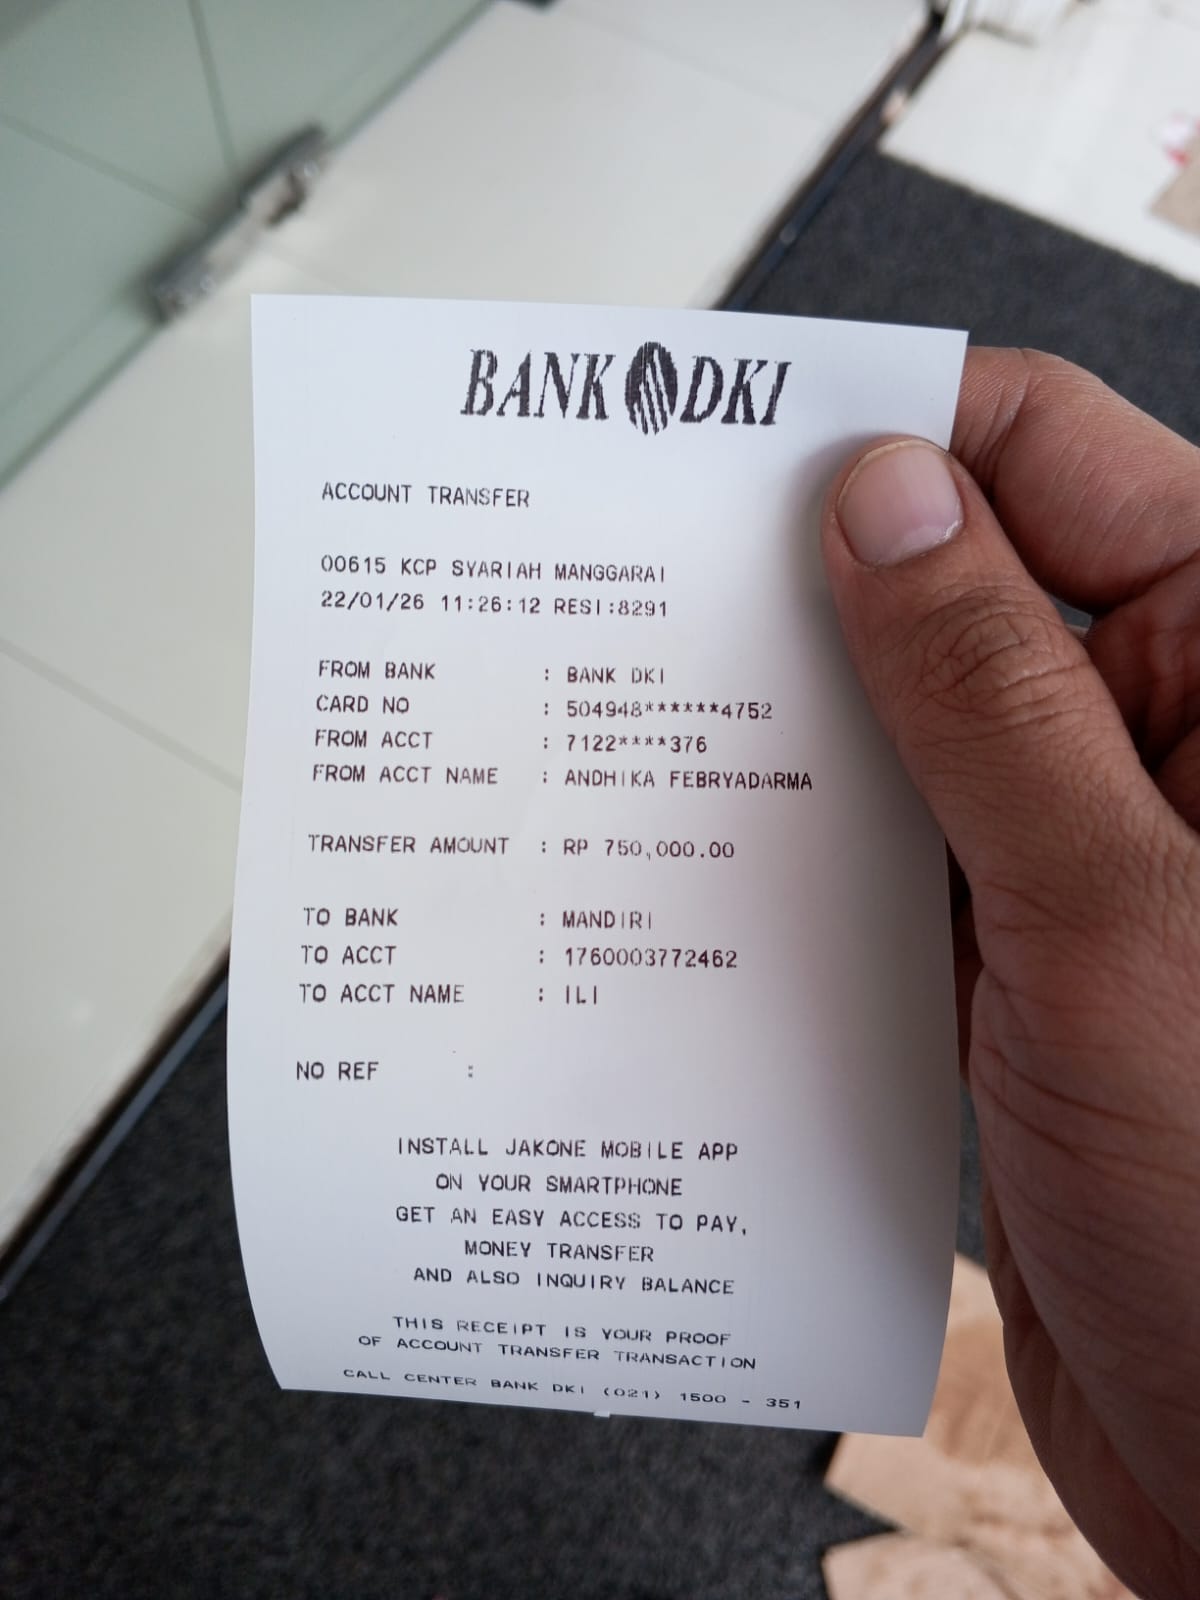 BANK DKI
ACCOUNT TRANSFER
00615 KCP SYARIAH MANGGARAI
22/01/26 11:26:12 RESI:8291
FROM BANK : BANK DKI
CARD NO : 504948******4752
FROM ACCT : 7122****376
FROM ACCT NAME : ANDHIKA FEBRYADARMA
TRANSFER AMOUNT : RP 750,000.00
TO BANK : MANDIRI
TO ACCT : 1760003772462
TO ACCT NAME : ILI
NO REF :
INSTALL JAKONE MOBILE APP
ON YOUR SMARTPHONE
GET AN EASY ACCESS TO PAY,
MONEY TRANSFER
AND ALSO INQUIRY BALANCE
THIS RECEIPT IS YOUR PROOF
OF ACCOUNT TRANSFER TRANSACTION
CALL CENTER BANK DKI (021) 1500 - 351